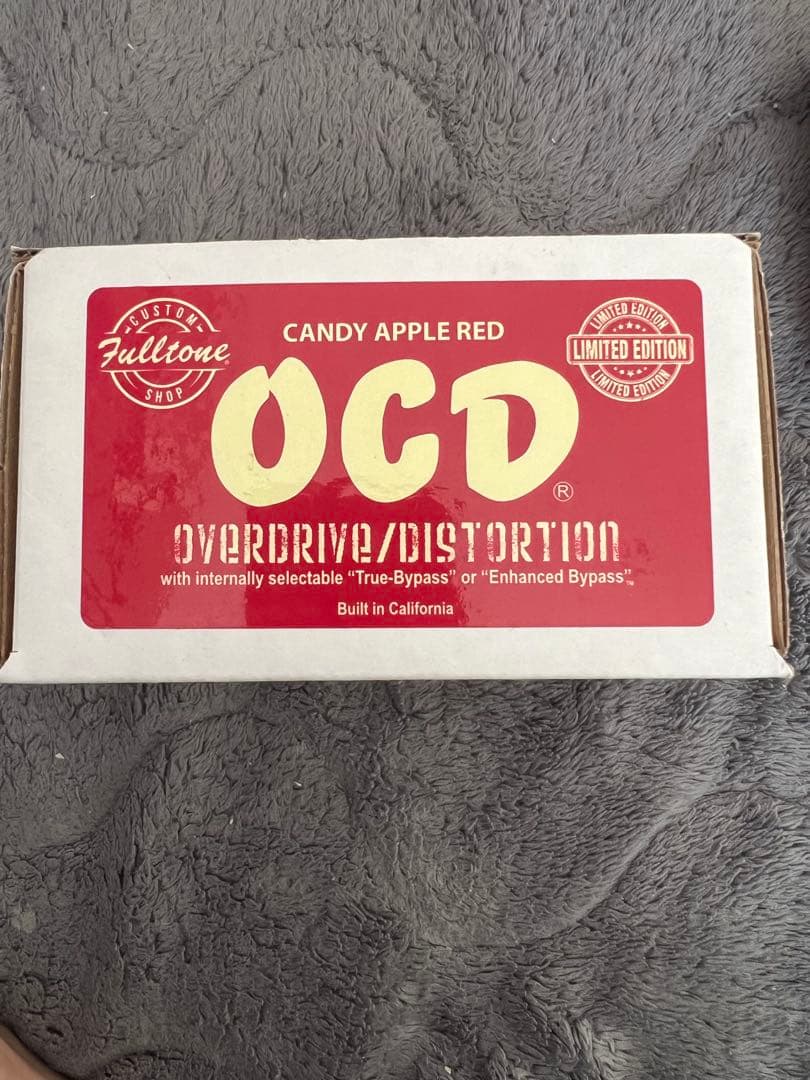 CUSTOM
Fulltone®
SHOP
CANDY APPLE RED
LIMITED EDITION
LIMITED EDITION
LIMITED EDITION
OCD®
OVERDRIVE/DISTORTION
with internally selectable “True-Bypass” or “Enhanced Bypass”™
Built in California